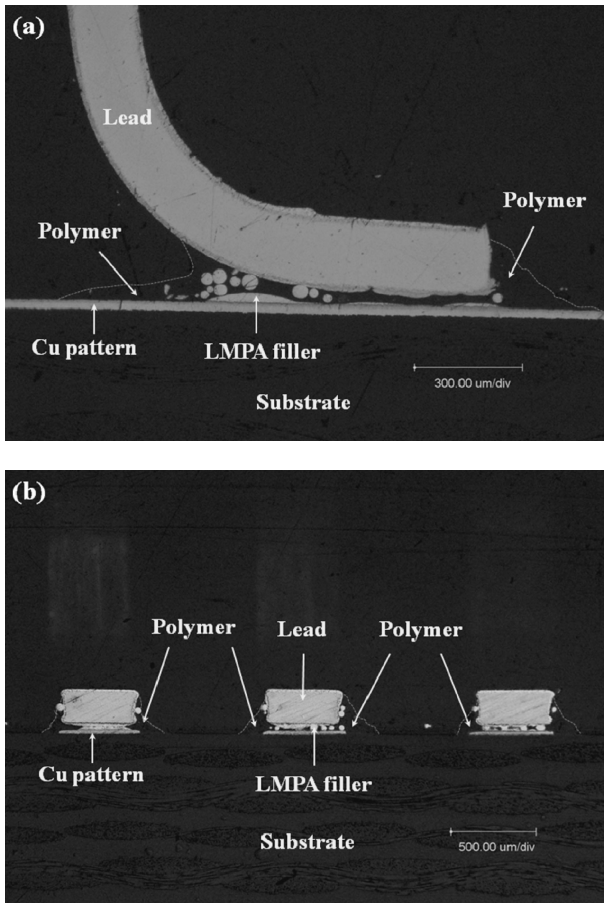 (a)
Lead
Polymer
Polymer
Cu pattern
LMPA filler
300.00 um/div
Substrate
(b)
Polymer
Lead
Polymer
Cu pattern
LMPA filler
Substrate
500.00 um/div